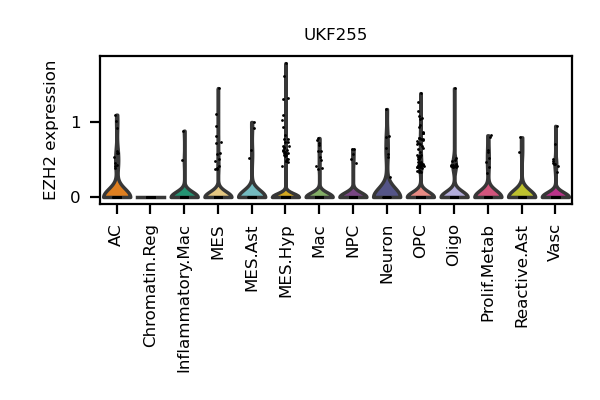 UKF255
EZH2 expression
1
0
AC
Chromatin.Reg
Inflammatory.Mac
MES
MES.Ast
MES.Hyp
Mac
NPC
Neuron
OPC
Oligo
Prolif.Metab
Reactive.Ast
Vasc